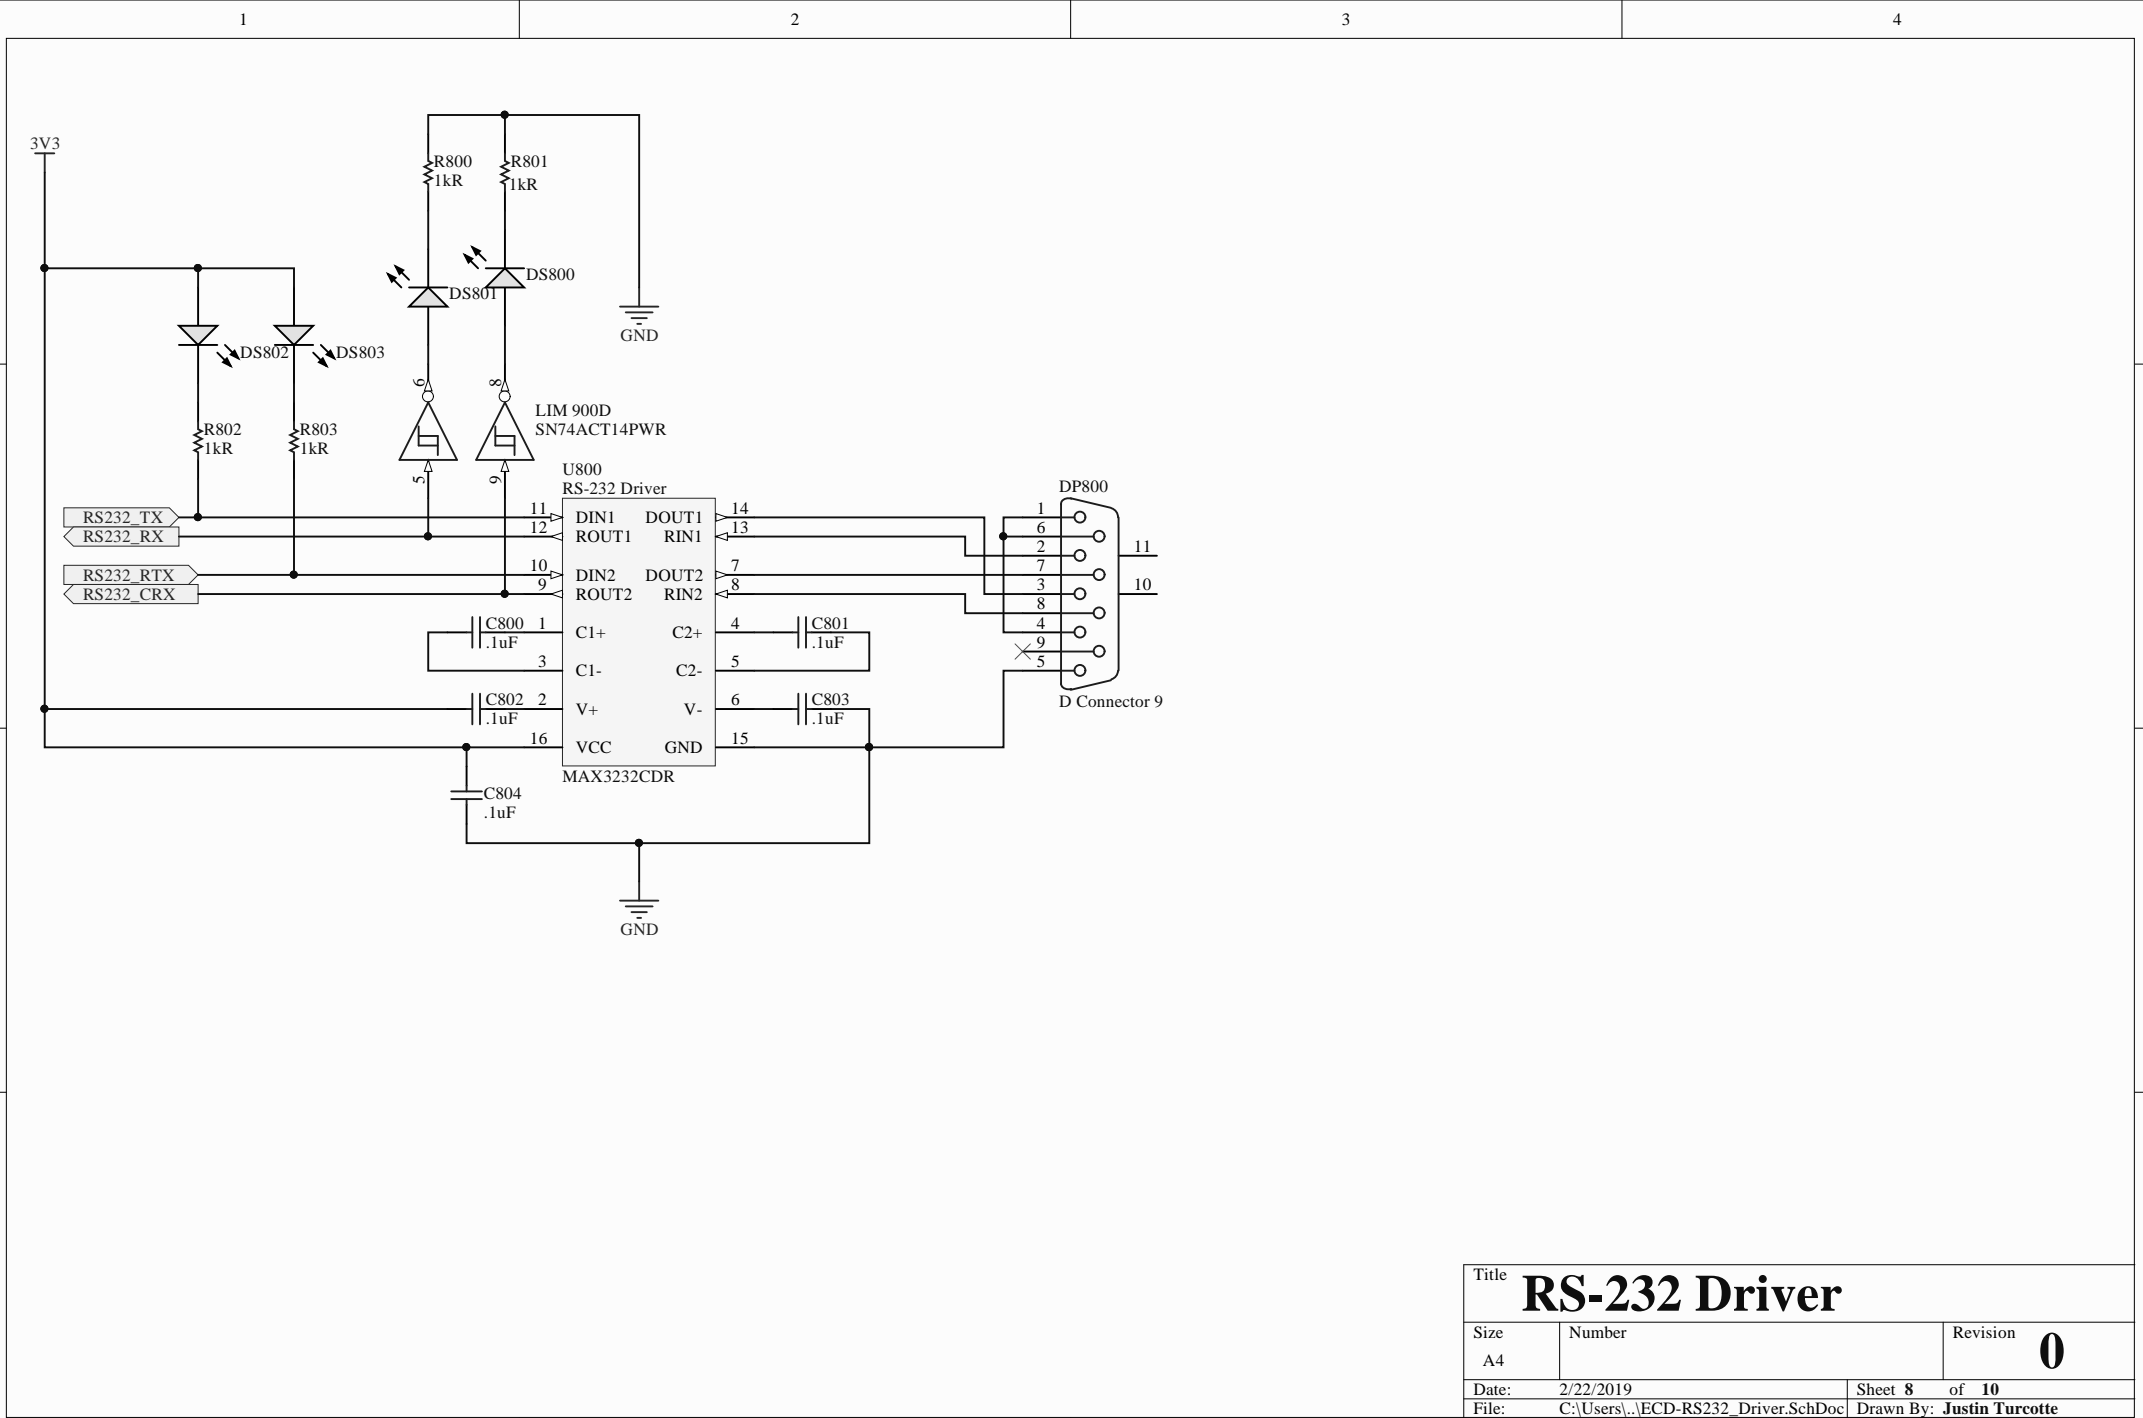 1 2 3 4
3V3
R800
1kR
R801
1kR
DS801
DS800
GND
DS802
DS803
R802
1kR
R803
1kR
6
8
5
9
LIM 900D
SN74ACT14PWR
U800
RS-232 Driver
RS232_TX
RS232_RX
RS232_RTX
RS232_CRX
11 DIN1 DOUT1 14
12 ROUT1 RIN1 13
10 DIN2 DOUT2 7
9 ROUT2 RIN2 8
C800 1 C1+ C2+ 4 C801
.1uF .1uF
3 C1- C2- 5
C802 2 V+ V- 6 C803
.1uF .1uF
16 VCC GND 15
MAX3232CDR
C804
.1uF
GND
DP800
1
6
2
7
3
8
4
9
5
11
10
D Connector 9
Title RS-232 Driver
Size Number Revision 0
A4
Date: 2/22/2019 Sheet 8 of 10
File: C:\Users\..\ECD-RS232_Driver.SchDoc Drawn By: Justin Turcotte